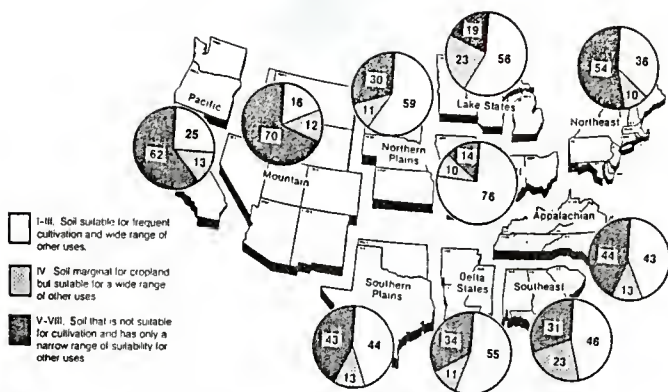 19
23
56
Lake States
30
11
59
Northern
Plains
36
54
10
Northeast
Pacific
16
70
12
Mountain
25
62
13
14
10
76
Appalachian
43
44
13
I-III. Soil suitable for frequent
cultivation and wide range of
other uses.
IV Soil marginal for cropland
but suitable for a wide range
of other uses
V-VIII. Soil that is not suitable
for cultivation and has only a
narrow range of suitability for
other uses
Southern
Plains
Delta
States
Southeast
43
44
13
34
55
11
31
46
23